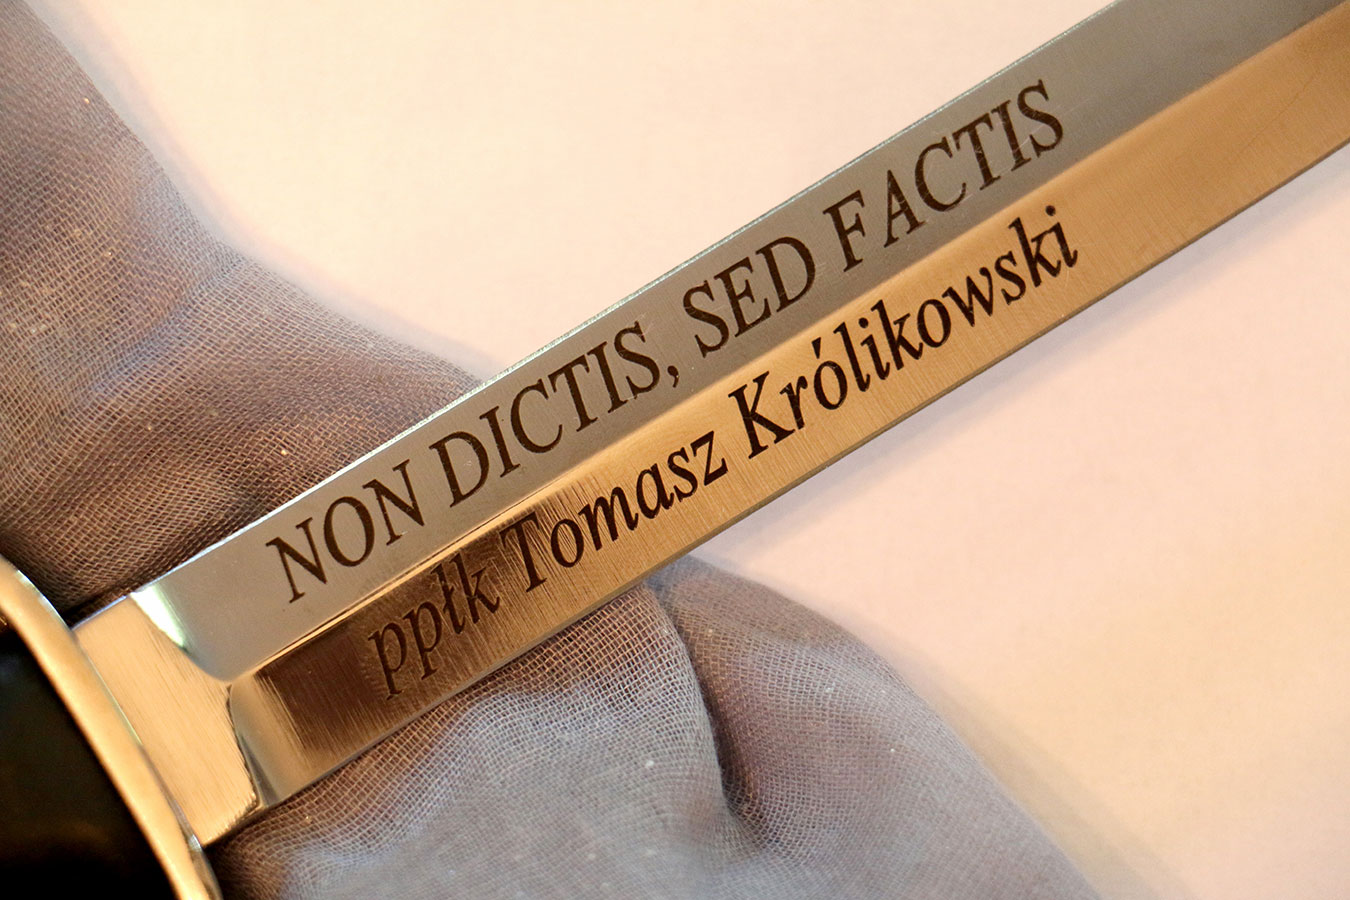 NON DICTIS, SED FACTIS
ppłk Tomasz Królikowski